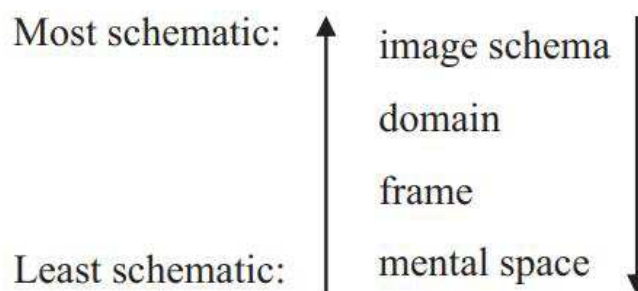 Most schematic: image schema
domain
frame
Least schematic: mental space